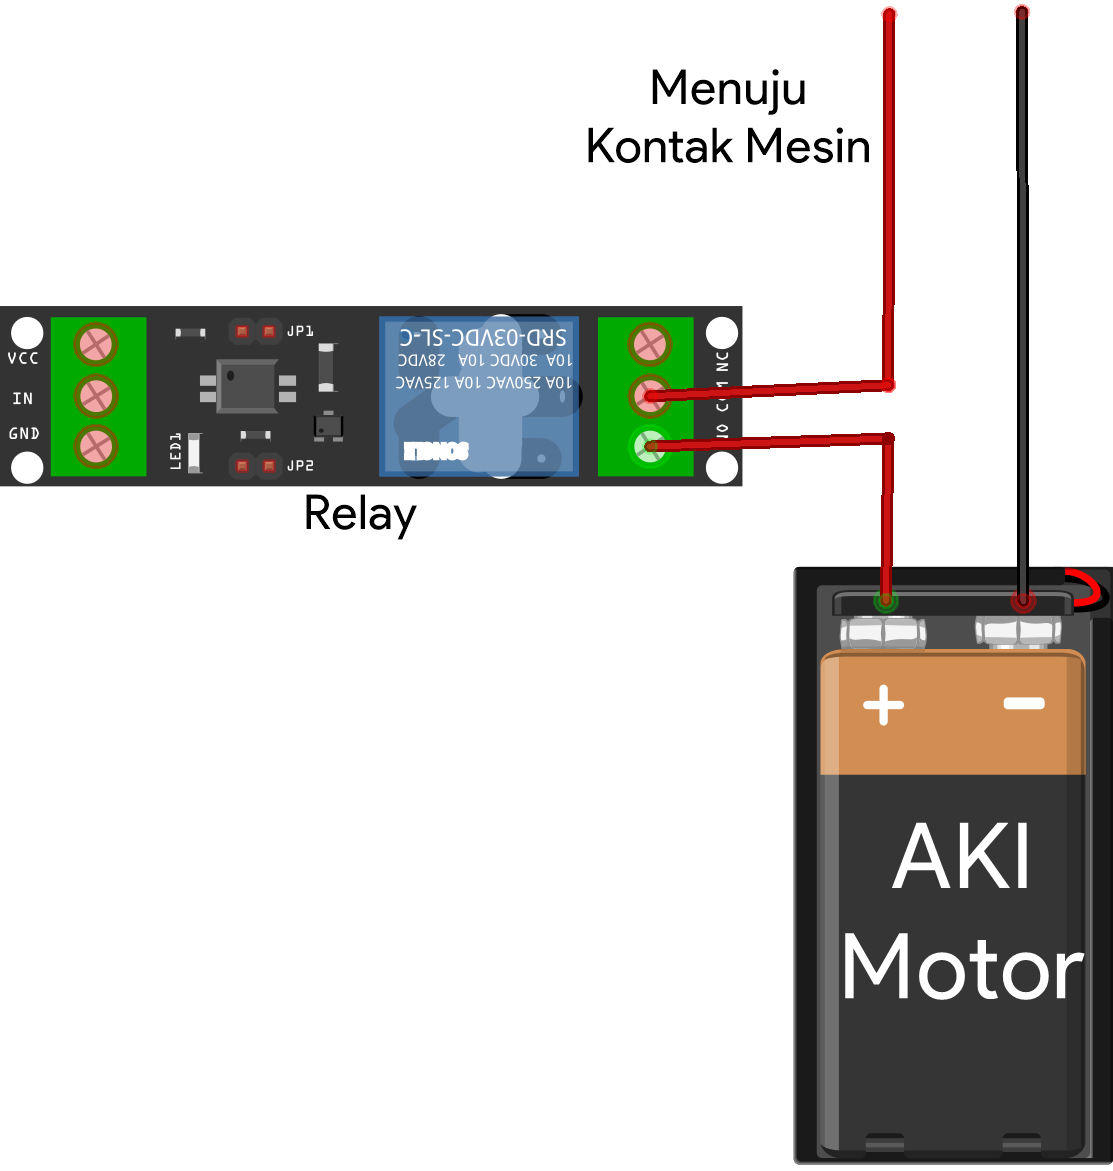 Menuju
Kontak Mesin
VCC
IN
GND
JP1
LED1
JP2
SRD-03VDC-SL-C
10A 30VDC 10A 28VDC
10A 250VAC 10A 125VAC
SONGLE
NO COM NC
Relay
+
−
AKI
Motor